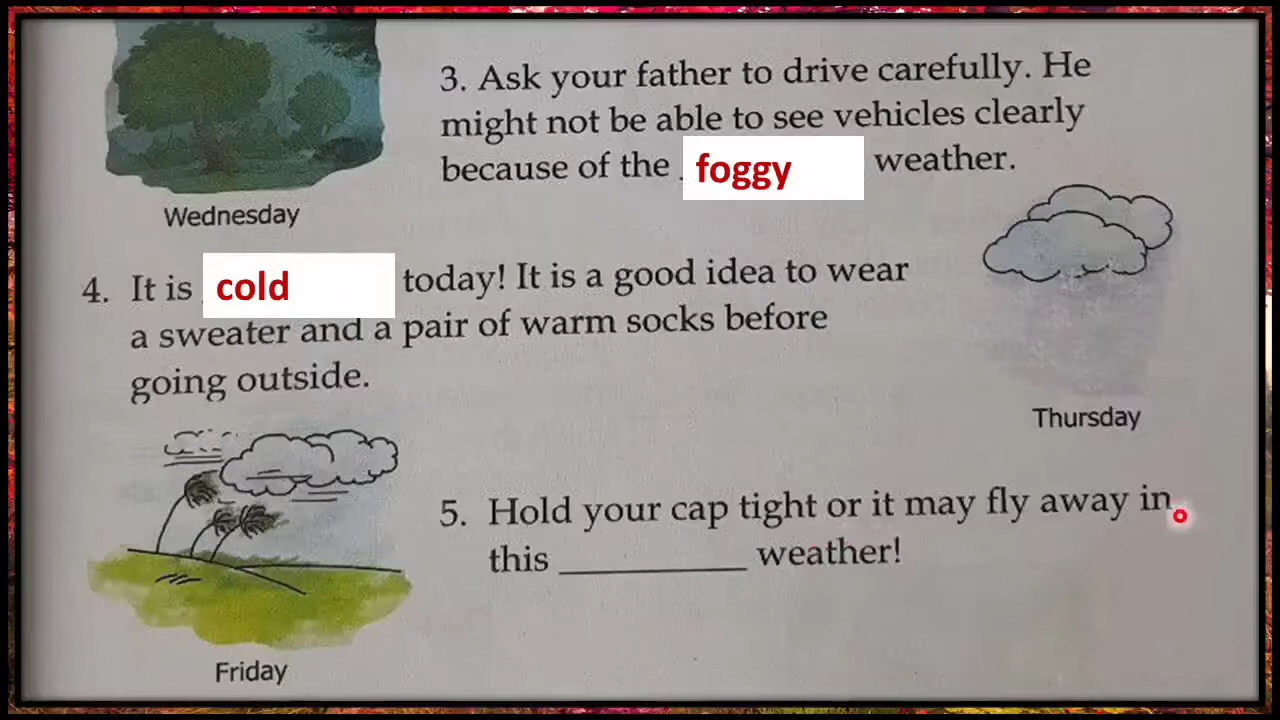 3. Ask your father to drive carefully. He
might not be able to see vehicles clearly
because of the foggy weather.
Wednesday
4. It is cold today! It is a good idea to wear
a sweater and a pair of warm socks before
going outside.
Thursday
5. Hold your cap tight or it may fly away in
this __________ weather!
Friday